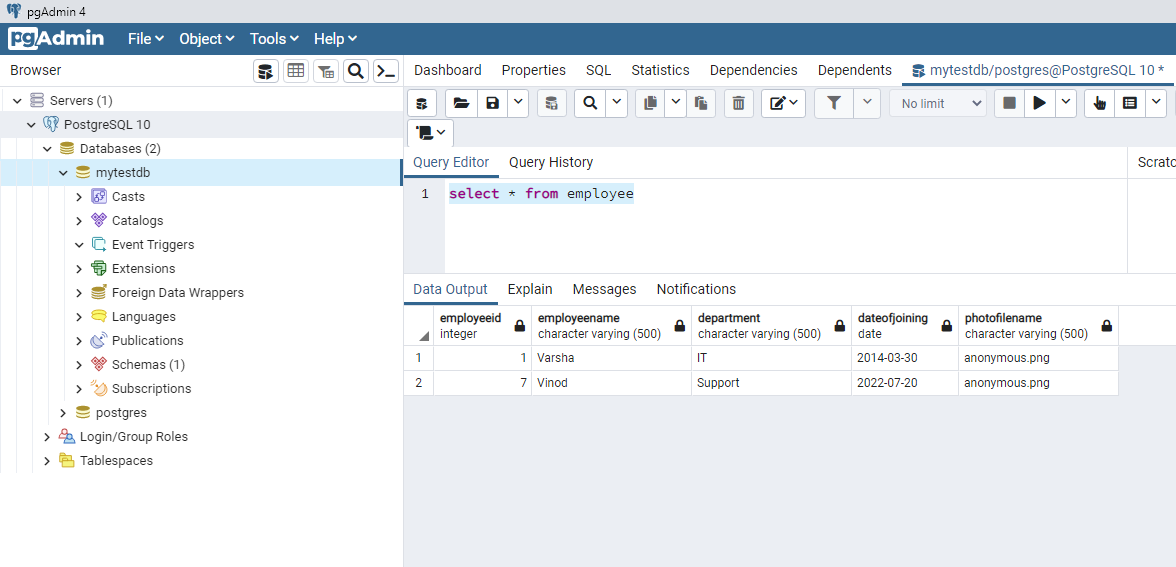 pgAdmin 4
pgAdmin File Object Tools Help
Browser
Dashboard Properties SQL Statistics Dependencies Dependents mytestdb/postgres@PostgreSQL 10 *
Servers (1)
PostgreSQL 10
Databases (2)
mytestdb
Casts
Catalogs
Event Triggers
Extensions
Foreign Data Wrappers
Languages
Publications
Schemas (1)
Subscriptions
postgres
Login/Group Roles
Tablespaces
No limit
Query Editor Query History Scratc
1 select * from employee
Data Output Explain Messages Notifications
employeeid employeename department dateofjoining photofilename
integer character varying (500) character varying (500) date character varying (500)
1 1 Varsha IT 2014-03-30 anonymous.png
2 7 Vinod Support 2022-07-20 anonymous.png